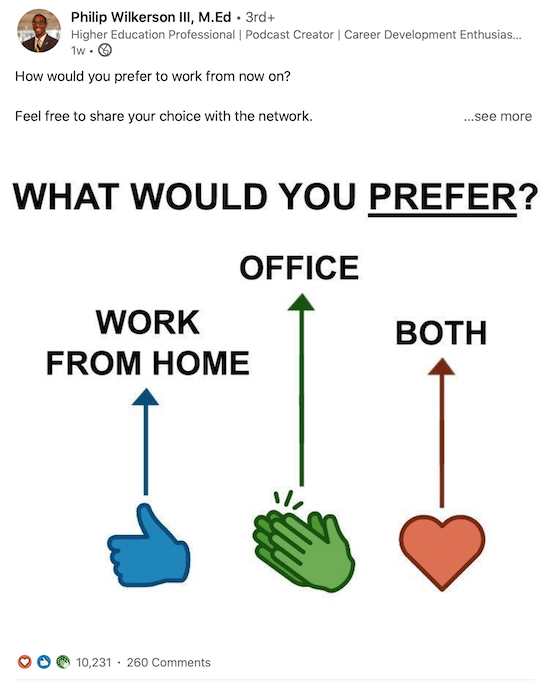 Philip Wilkerson III, M.Ed • 3rd+
Higher Education Professional | Podcast Creator | Career Development Enthusias...
1w •
How would you prefer to work from now on?
Feel free to share your choice with the network.
...see more
WHAT WOULD YOU PREFER?
OFFICE
WORK
FROM HOME
BOTH
10,231 · 260 Comments